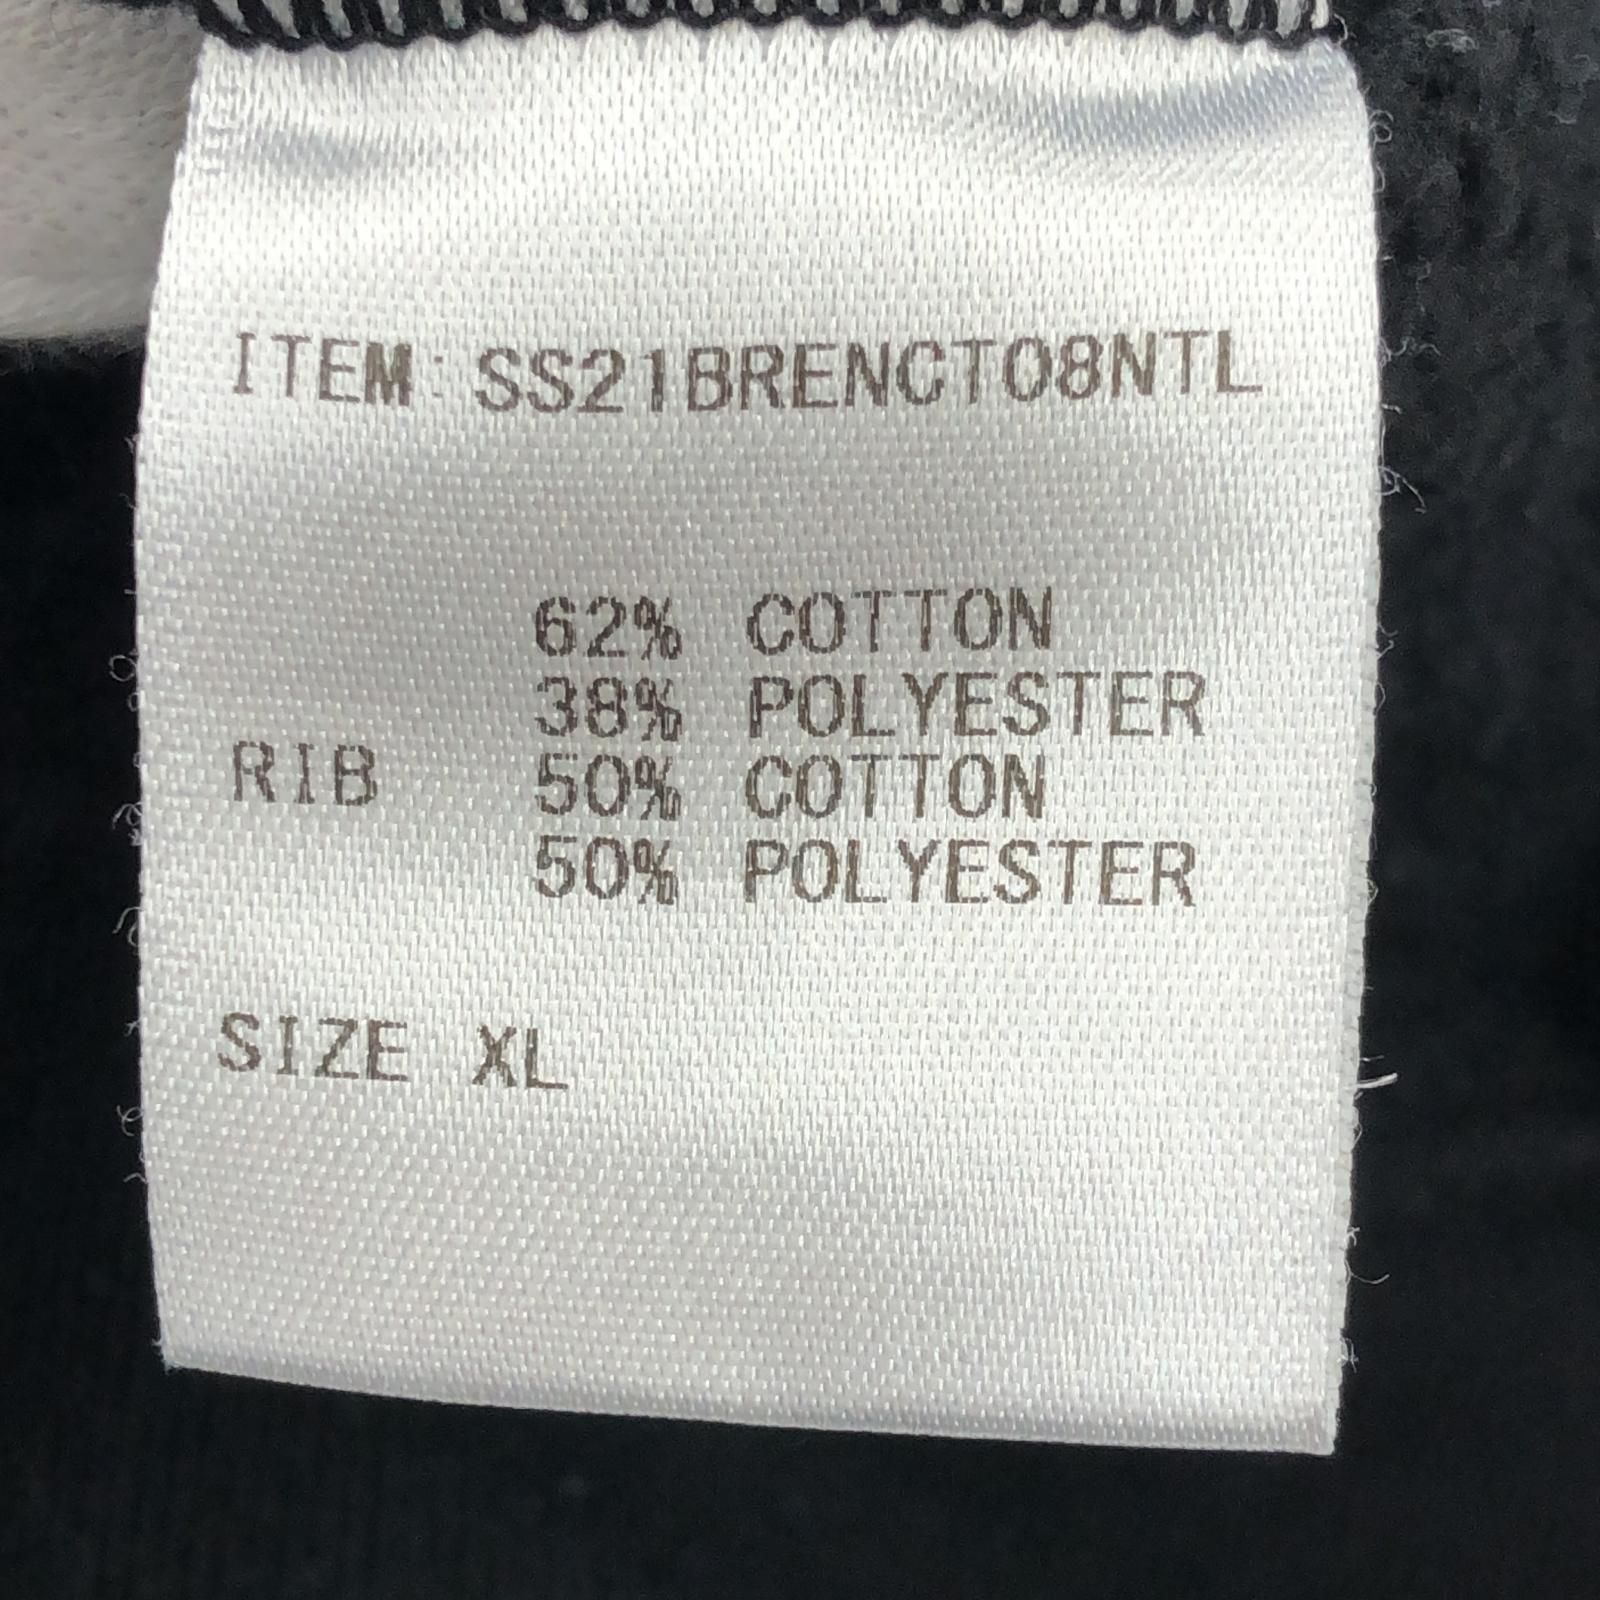 ITEM: SS21BRENCT08NTL
62% COTTON
38% POLYESTER
RIB 50% COTTON
50% POLYESTER
SIZE XL